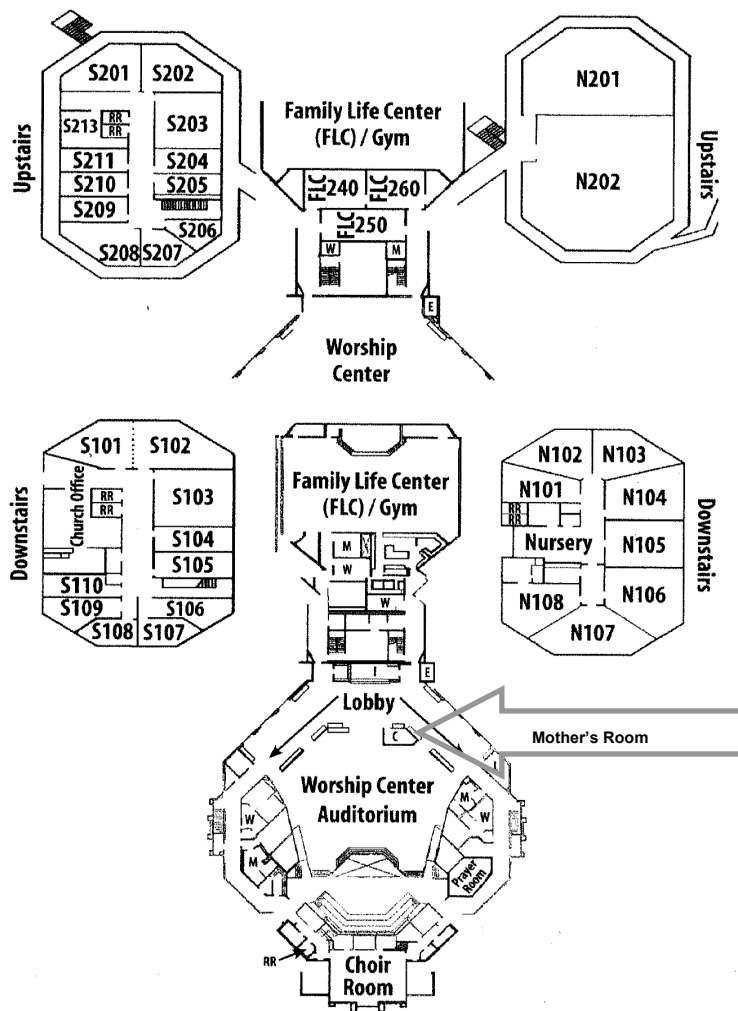 S201
S202
S213
RR
RR
S203
S211
S204
S210
S205
S209
S206
S208
S207
Upstairs
Family Life Center
(FLC) / Gym
FLC 240
FLC 260
FLC 250
W
M
E
Worship
Center
N201
N202
Upstairs
Downstairs
S101
S102
Church Office
RR
RR
S103
S104
S105
S110
S109
S106
S108
S107
Family Life Center
(FLC) / Gym
M
W
W
I
E
N102
N103
N101
N104
RR
RR
Nursery
N105
N108
N106
N107
Downstairs
Lobby
C
Mother's Room
Worship Center
Auditorium
W
M
M
W
Prayer
Room
RR
Choir
Room